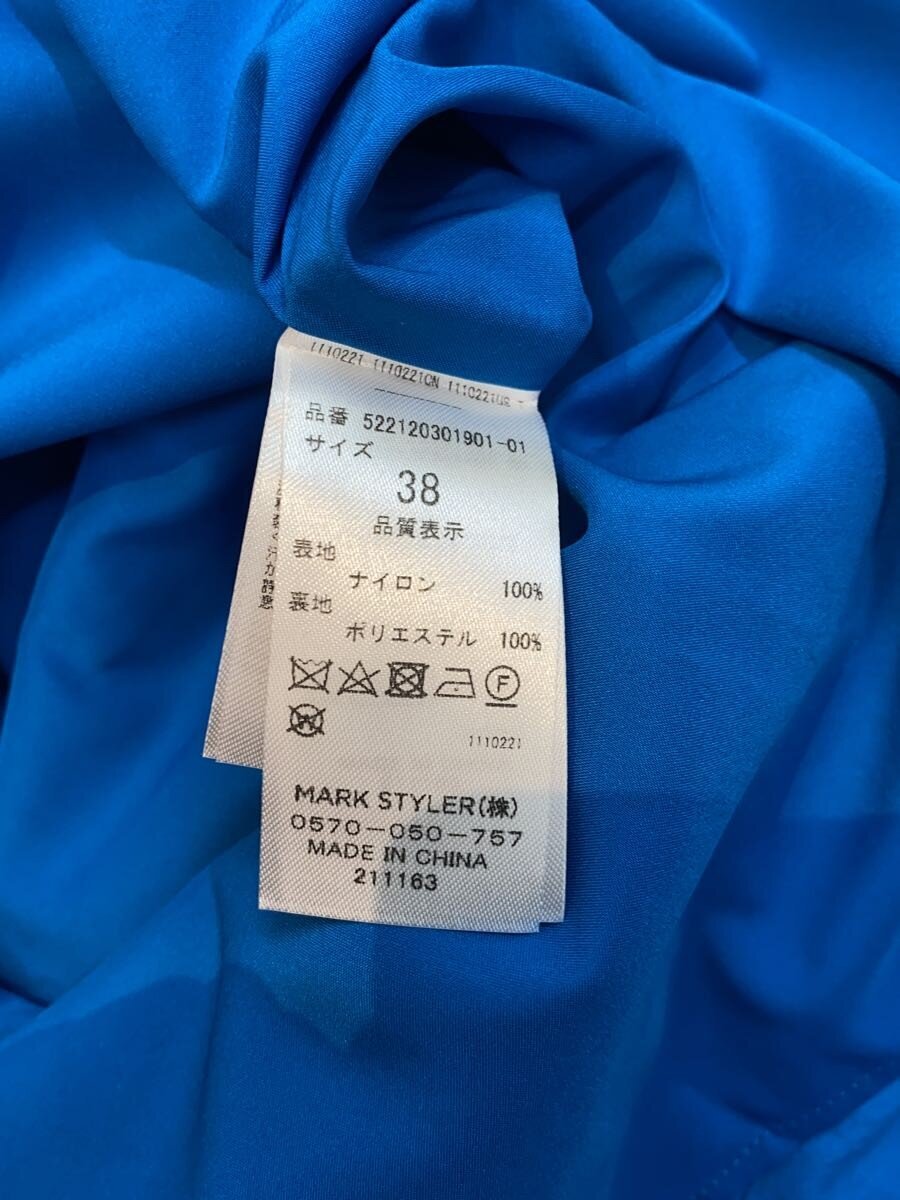 1110221 1110221CN 1110221US
品番 522120301901-01
サイズ
38
品質表示
表地
ナイロン 100%
裏地
ポリエステル 100%
F
W
1110221
MARK STYLER(株)
0570-050-757
MADE IN CHINA
211163